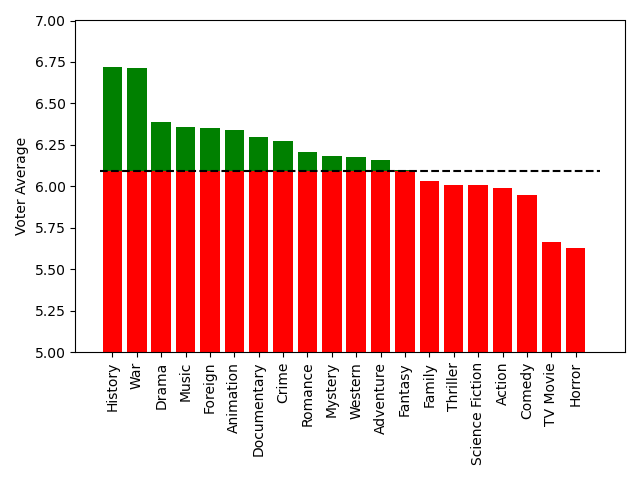 7.00
6.75
6.50
6.25
6.00
5.75
5.50
5.25
5.00
Voter Average
History
War
Drama
Music
Foreign
Animation
Documentary
Crime
Romance
Mystery
Western
Adventure
Fantasy
Family
Thriller
Science Fiction
Action
Comedy
TV Movie
Horror